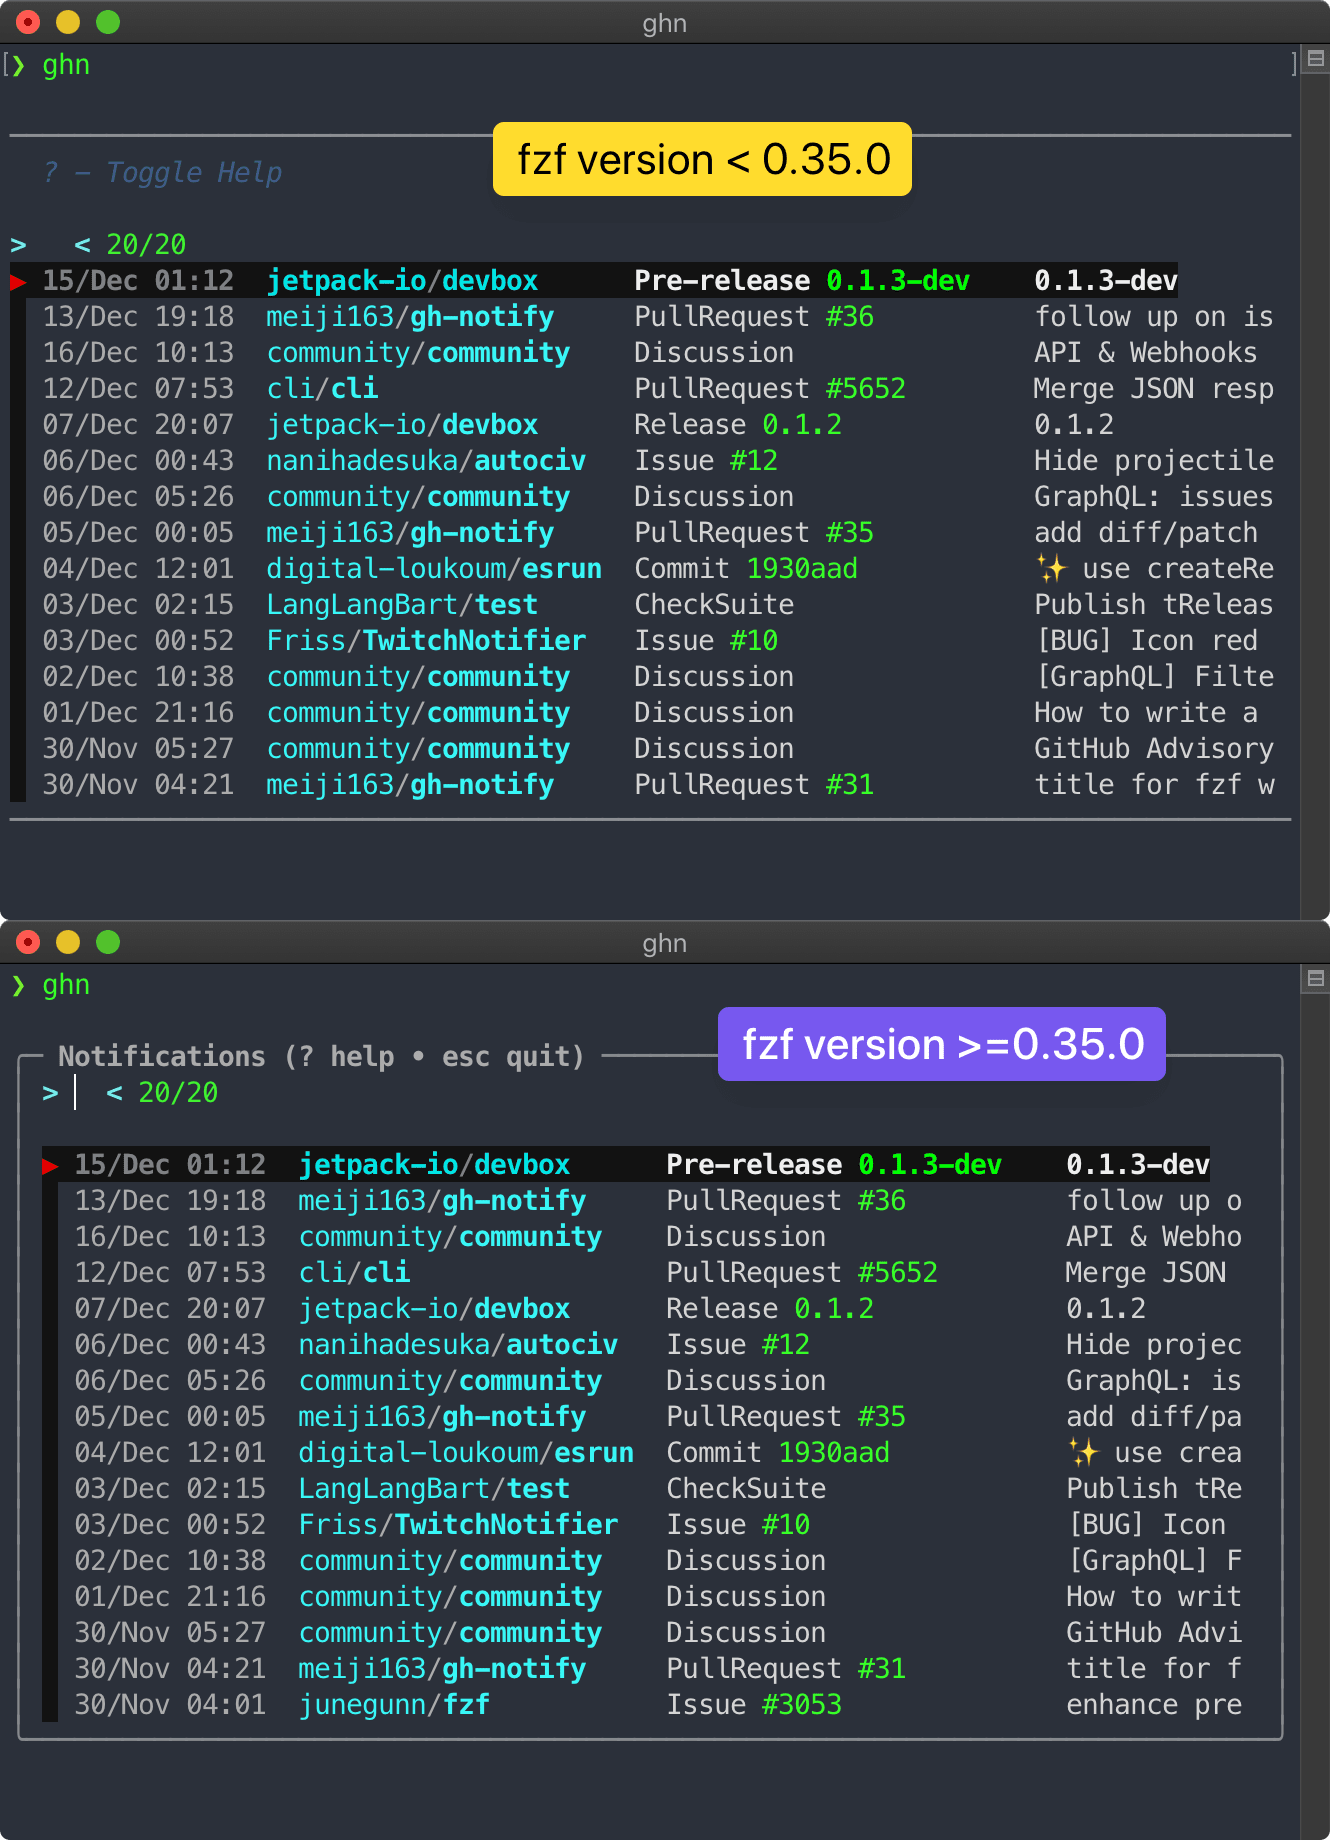 ghn
[❯ ghn ]
fzf version < 0.35.0
? – Toggle Help
> < 20/20
▶ 15/Dec 01:12 jetpack-io/devbox Pre-release 0.1.3-dev 0.1.3-dev
13/Dec 19:18 meiji163/gh-notify PullRequest #36 follow up on is
16/Dec 10:13 community/community Discussion API & Webhooks
12/Dec 07:53 cli/cli PullRequest #5652 Merge JSON resp
07/Dec 20:07 jetpack-io/devbox Release 0.1.2 0.1.2
06/Dec 00:43 nanihadesuka/autociv Issue #12 Hide projectile
06/Dec 05:26 community/community Discussion GraphQL: issues
05/Dec 00:05 meiji163/gh-notify PullRequest #35 add diff/patch
04/Dec 12:01 digital-loukoum/esrun Commit 1930aad ✨ use createRe
03/Dec 02:15 LangLangBart/test CheckSuite Publish tReleas
03/Dec 00:52 Friss/TwitchNotifier Issue #10 [BUG] Icon red
02/Dec 10:38 community/community Discussion [GraphQL] Filte
01/Dec 21:16 community/community Discussion How to write a
30/Nov 05:27 community/community Discussion GitHub Advisory
30/Nov 04:21 meiji163/gh-notify PullRequest #31 title for fzf w
ghn
❯ ghn
fzf version >=0.35.0
Notifications (? help • esc quit)
> < 20/20
▶ 15/Dec 01:12 jetpack-io/devbox Pre-release 0.1.3-dev 0.1.3-dev
13/Dec 19:18 meiji163/gh-notify PullRequest #36 follow up o
16/Dec 10:13 community/community Discussion API & Webho
12/Dec 07:53 cli/cli PullRequest #5652 Merge JSON
07/Dec 20:07 jetpack-io/devbox Release 0.1.2 0.1.2
06/Dec 00:43 nanihadesuka/autociv Issue #12 Hide projec
06/Dec 05:26 community/community Discussion GraphQL: is
05/Dec 00:05 meiji163/gh-notify PullRequest #35 add diff/pa
04/Dec 12:01 digital-loukoum/esrun Commit 1930aad ✨ use crea
03/Dec 02:15 LangLangBart/test CheckSuite Publish tRe
03/Dec 00:52 Friss/TwitchNotifier Issue #10 [BUG] Icon
02/Dec 10:38 community/community Discussion [GraphQL] F
01/Dec 21:16 community/community Discussion How to writ
30/Nov 05:27 community/community Discussion GitHub Advi
30/Nov 04:21 meiji163/gh-notify PullRequest #31 title for f
30/Nov 04:01 junegunn/fzf Issue #3053 enhance pre